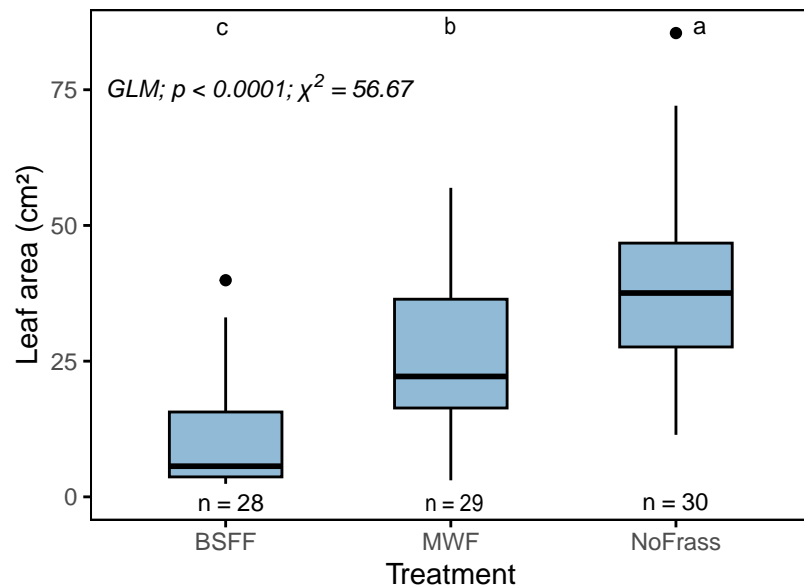 c b a
GLM; p < 0.0001; χ² = 56.67
75
50
25
0
Leaf area (cm²)
n = 28 n = 29 n = 30
BSFF MWF NoFrass
Treatment